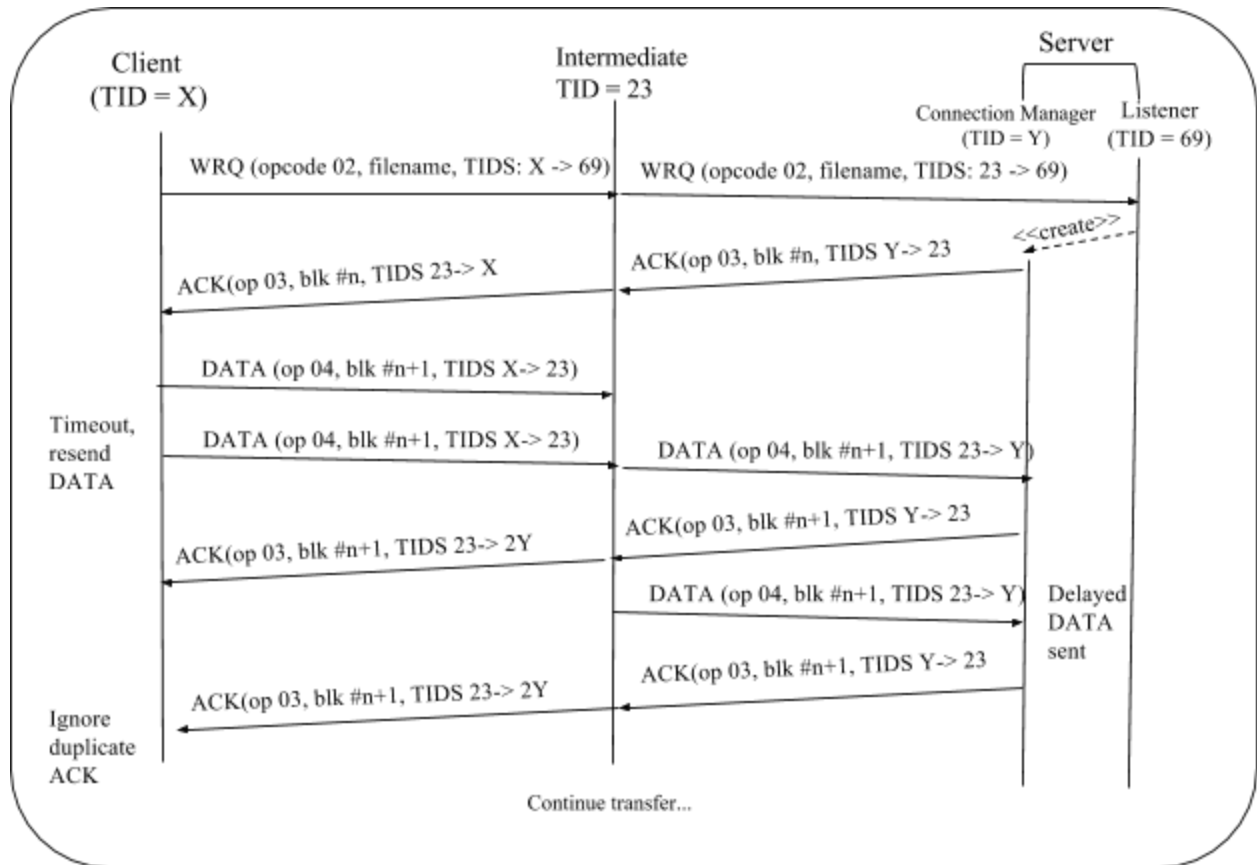 Server
Client
(TID = X)
Intermediate
TID = 23
Connection Manager
(TID = Y)
Listener
(TID = 69)
WRQ (opcode 02, filename, TIDS: X -> 69)
WRQ (opcode 02, filename, TIDS: 23 -> 69)
<<create>>
ACK(op 03, blk #n, TIDS Y-> 23
ACK(op 03, blk #n, TIDS 23-> X
DATA (op 04, blk #n+1, TIDS X-> 23)
Timeout,
resend
DATA
DATA (op 04, blk #n+1, TIDS X-> 23)
DATA (op 04, blk #n+1, TIDS 23-> Y)
ACK(op 03, blk #n+1, TIDS Y-> 23
ACK(op 03, blk #n+1, TIDS 23-> 2Y
DATA (op 04, blk #n+1, TIDS 23-> Y)
Delayed
DATA
sent
ACK(op 03, blk #n+1, TIDS Y-> 23
ACK(op 03, blk #n+1, TIDS 23-> 2Y
Ignore
duplicate
ACK
Continue transfer...